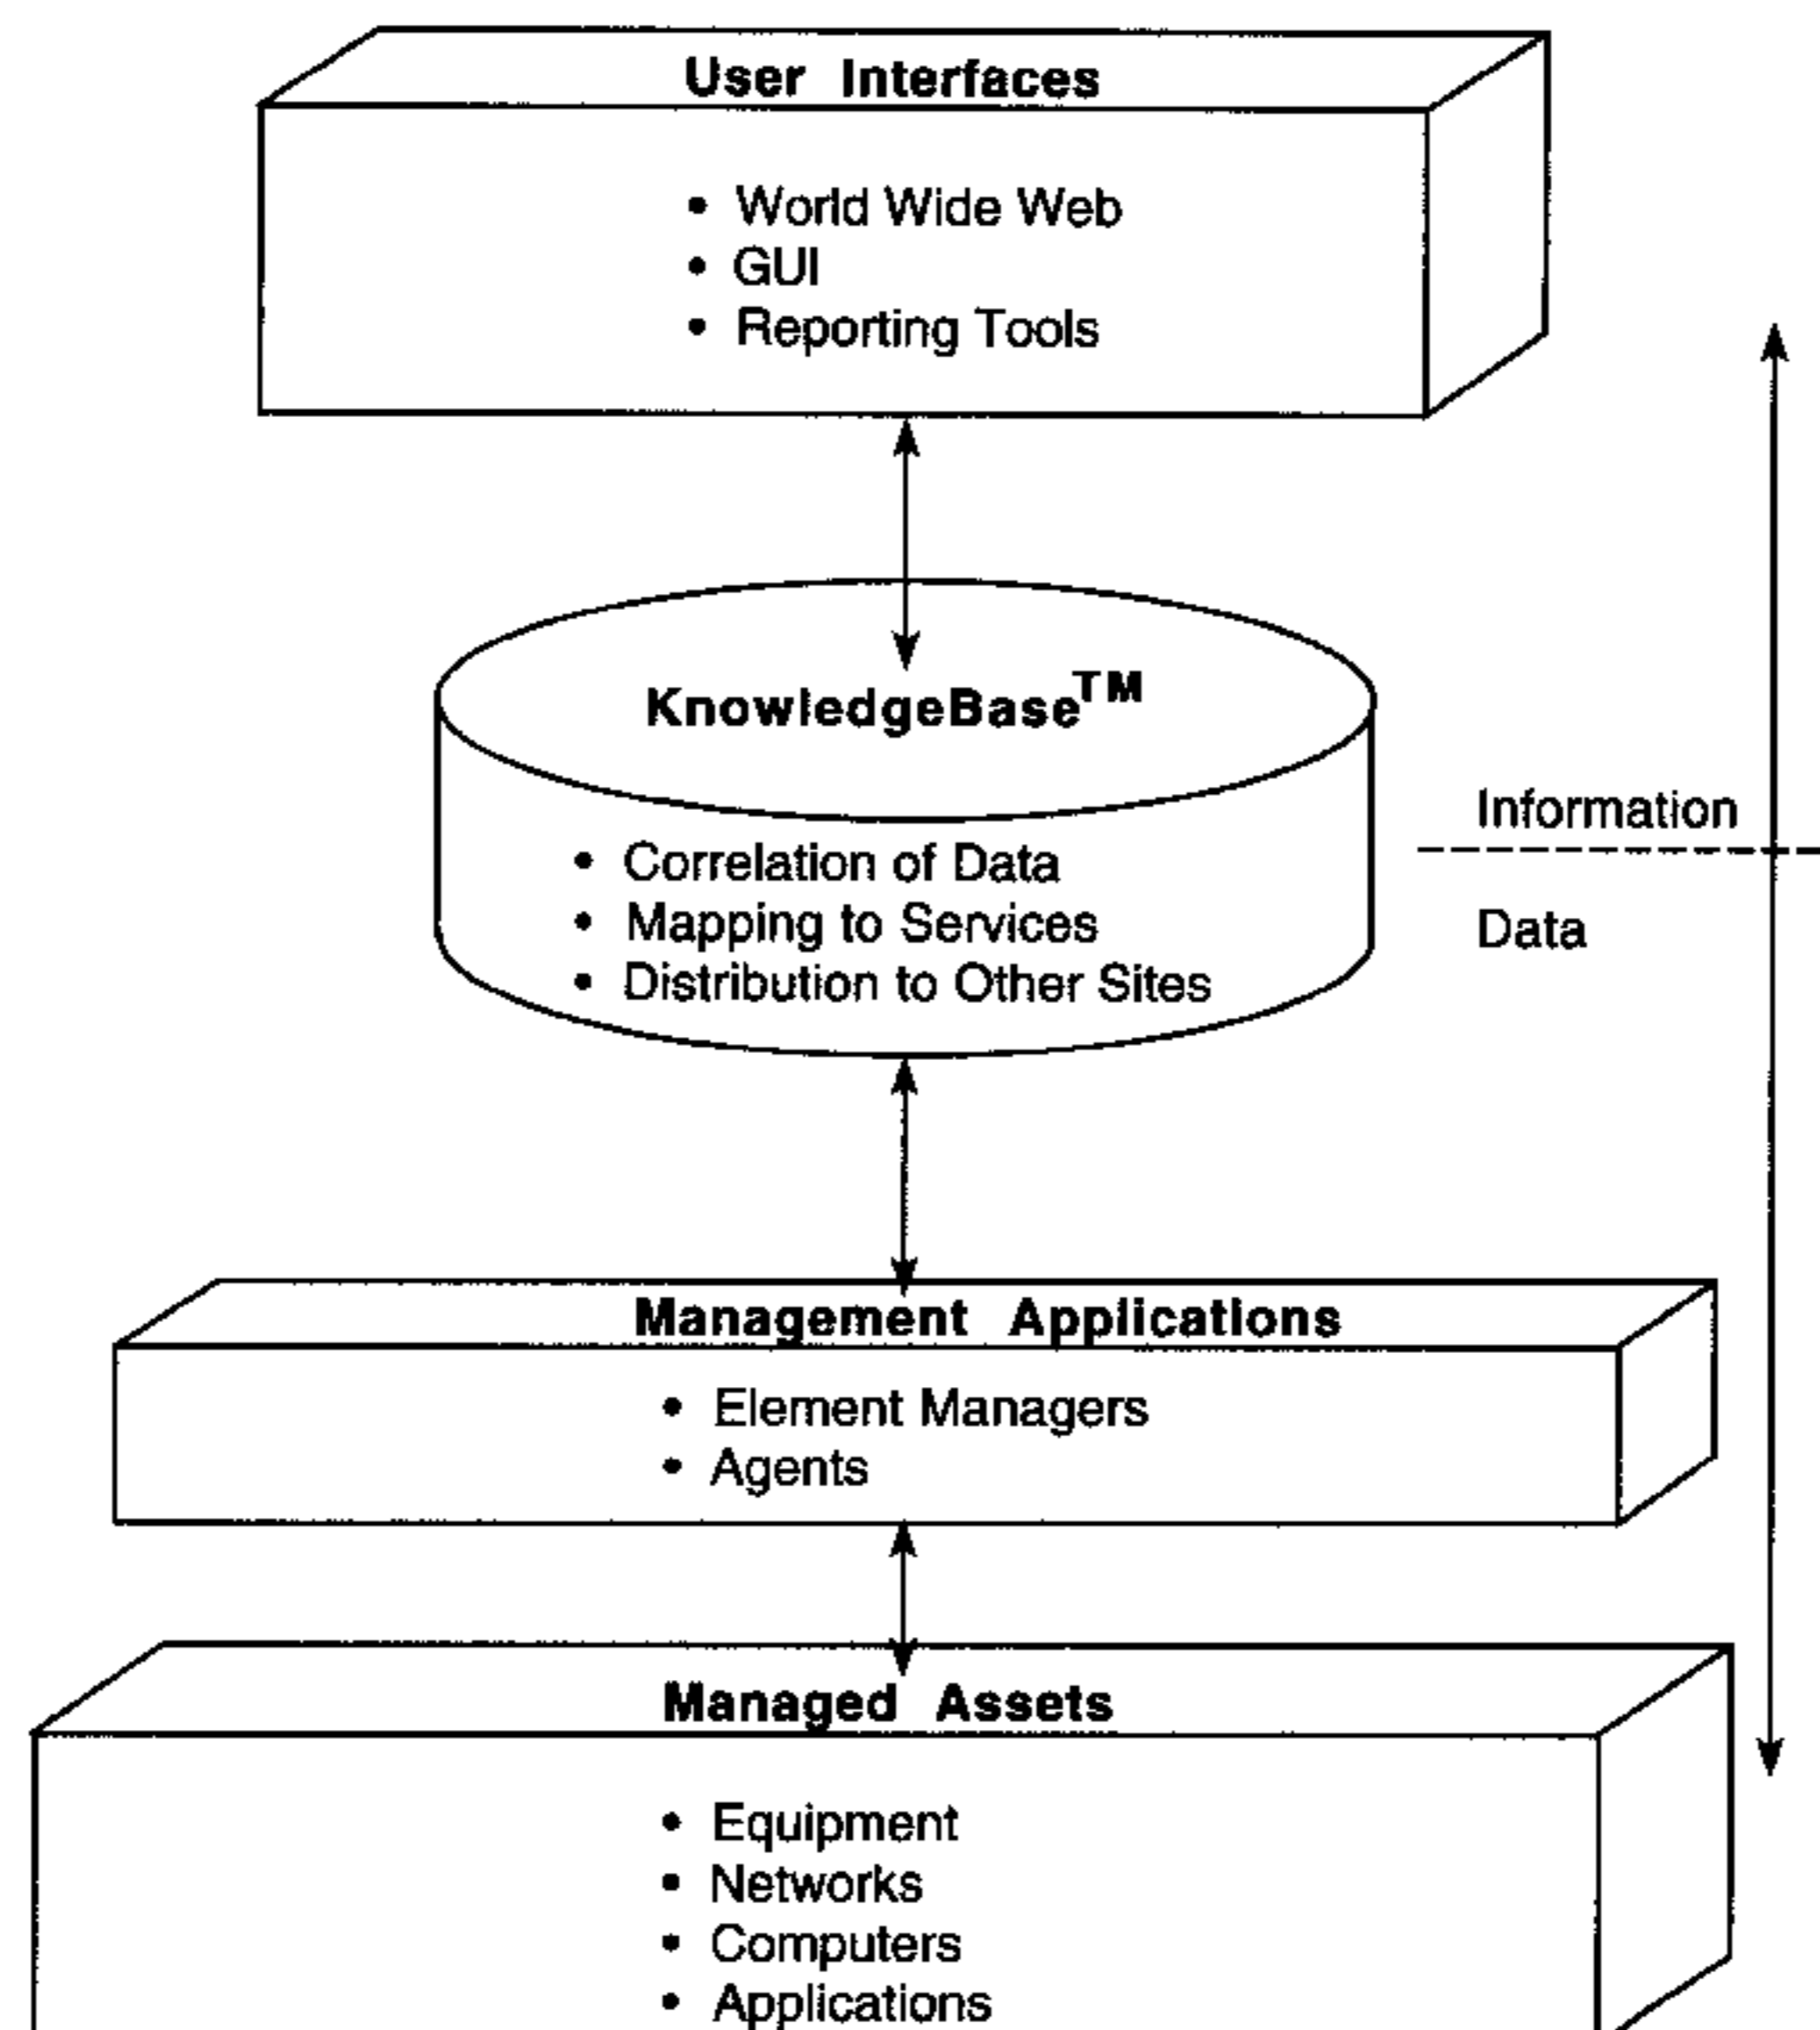 User Interfaces
• World Wide Web
• GUI
• Reporting Tools
KnowledgeBase™
• Correlation of Data
• Mapping to Services
• Distribution to Other Sites
Information
Data
Management Applications
• Element Managers
• Agents
Managed Assets
• Equipment
• Networks
• Computers
• Applications